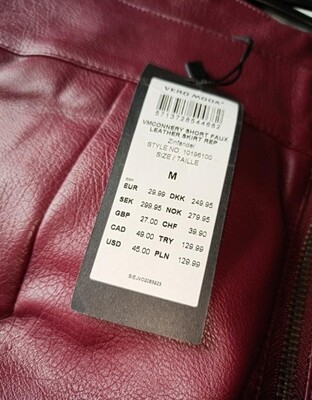 VERO MODA®
5713728544652
VMCONNERY SHORT FAUX
LEATHER SKIRT REP
Zinfandel
STYLE NO. 10196100
SIZE / TAILLE
M
EUR 29.99 DKK 249.95
SEK 299.95 NOK 279.95
GBP 27.00 CHF 39.90
CAD 49.00 TRY 129.99
USD 45.00 PLN 129.99